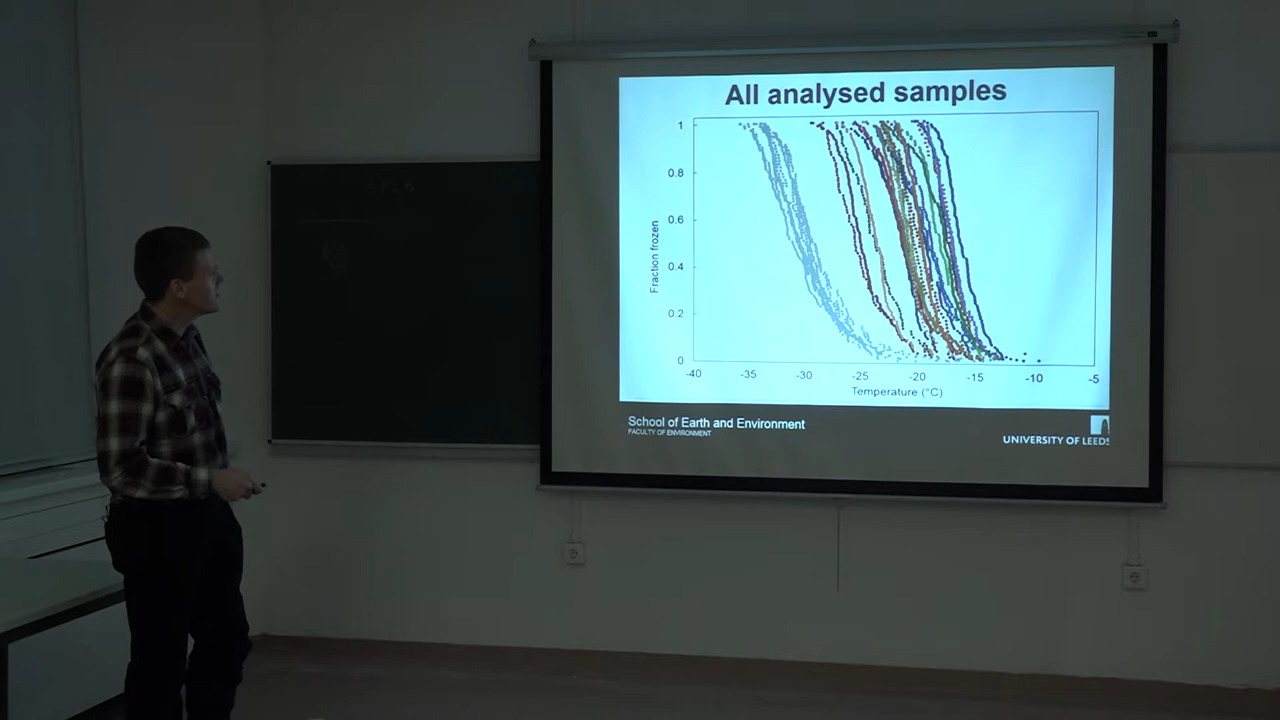 All analysed samples
1
0.8
0.6
0.4
0.2
0
Fraction frozen
-40 -35 -30 -25 -20 -15 -10 -5
Temperature (°C)
School of Earth and Environment
FACULTY OF ENVIRONMENT
UNIVERSITY OF LEEDS